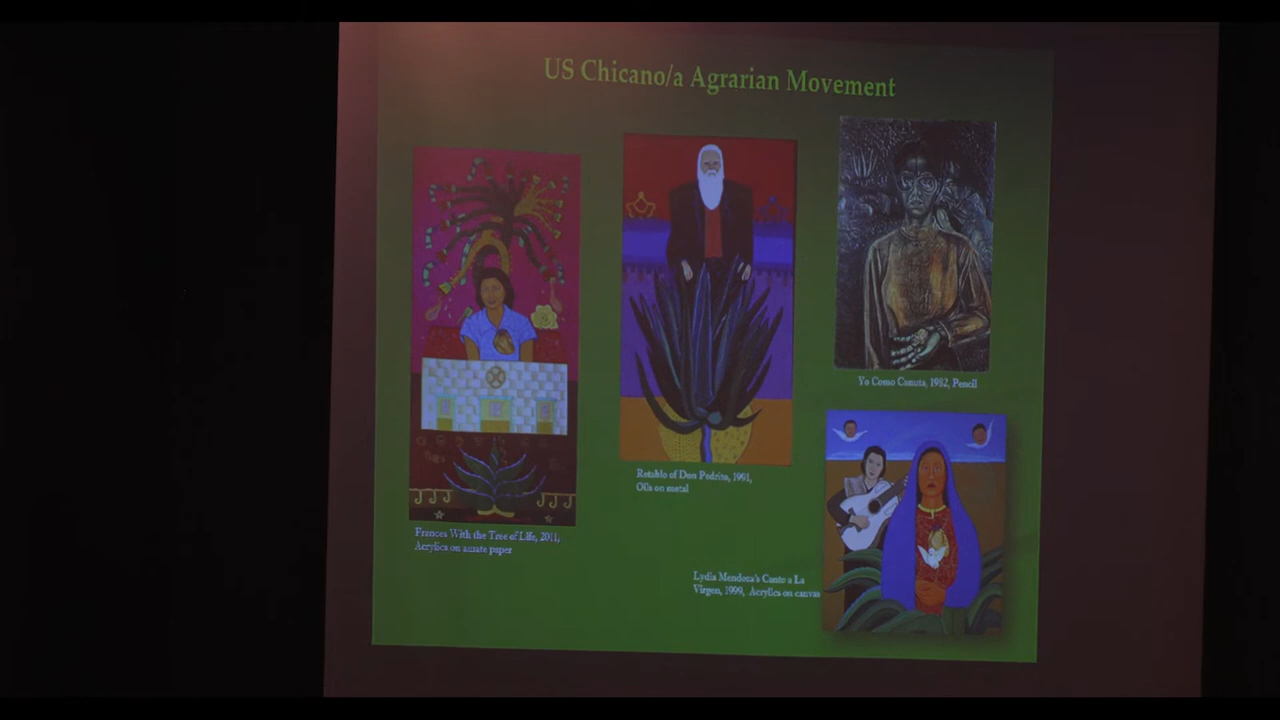 US Chicano/a Agrarian Movement
Frances With the Tree of Life, 2011,
Acrylics on amate paper
Retablo of Don Pedrito, 1991,
Oils on metal
Yo Como Canuta, 1982, Pencil
Lydia Mendoza's Canto a La
Virgen, 1999, Acrylics on canvas